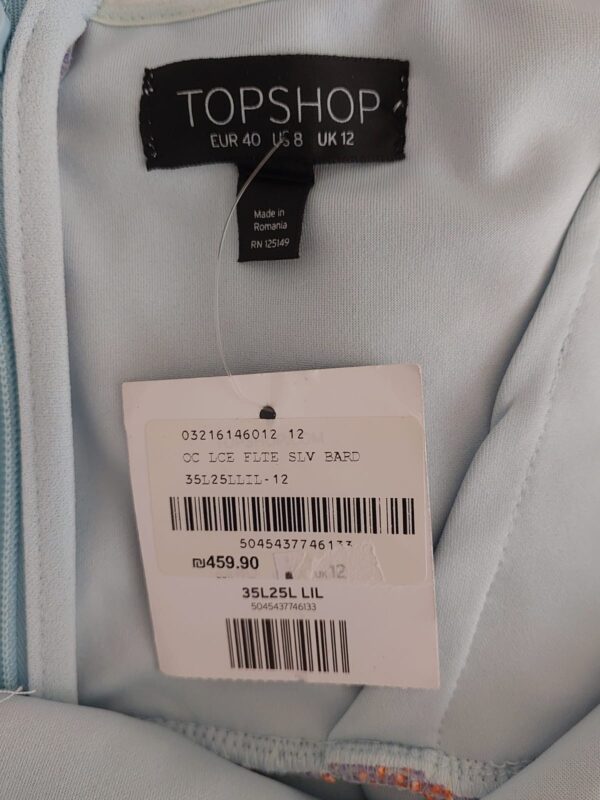 TOPSHOP
EUR 40 US 8 UK 12
Made in
Romania
RN 125149
03216146012 12
OC LCE FLTE SLV BARD
35L25LLIL-12
5045437746133
₪459.90
UK 12
35L25L LIL
5045437746133